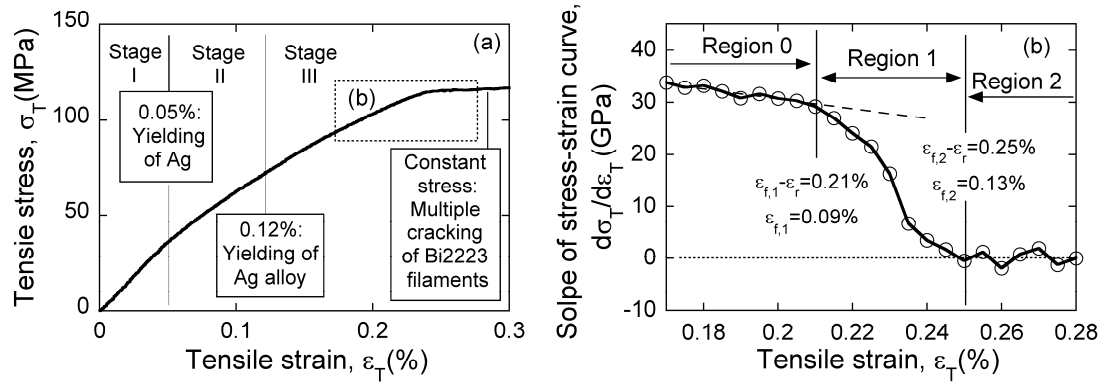 (a)
Stage I
Stage II
Stage III
0.05%:
Yielding
of Ag
0.12%:
Yielding of
Ag alloy
(b)
Constant
stress:
Multiple
cracking
of Bi2223
filaments
Tensie stress, σT(MPa)
150
100
50
0
0
0.1
0.2
0.3
Tensile strain, εT(%)
(b)
Region 0
Region 1
Region 2
εf,1-εr=0.21%
εf,1=0.09%
εf,2-εr=0.25%
εf,2=0.13%
Solpe of stress-strain curve,
dσT/dεT (GPa)
40
30
20
10
0
-10
0.18
0.20
0.22
0.24
0.26
0.28
Tensile strain, εT(%)